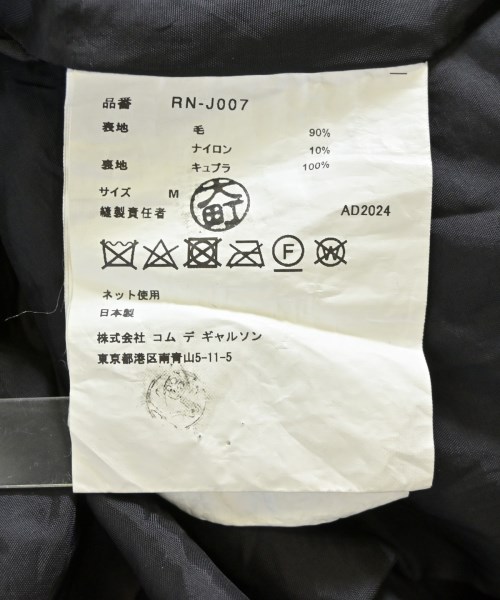 品番 RN-J007
表地 毛 90%
ナイロン 10%
裏地 キュプラ 100%
サイズ M
縫製責任者 大町 AD2024
F W
ネット使用
日本製
株式会社 コム デ ギャルソン
東京都港区南青山5-11-5